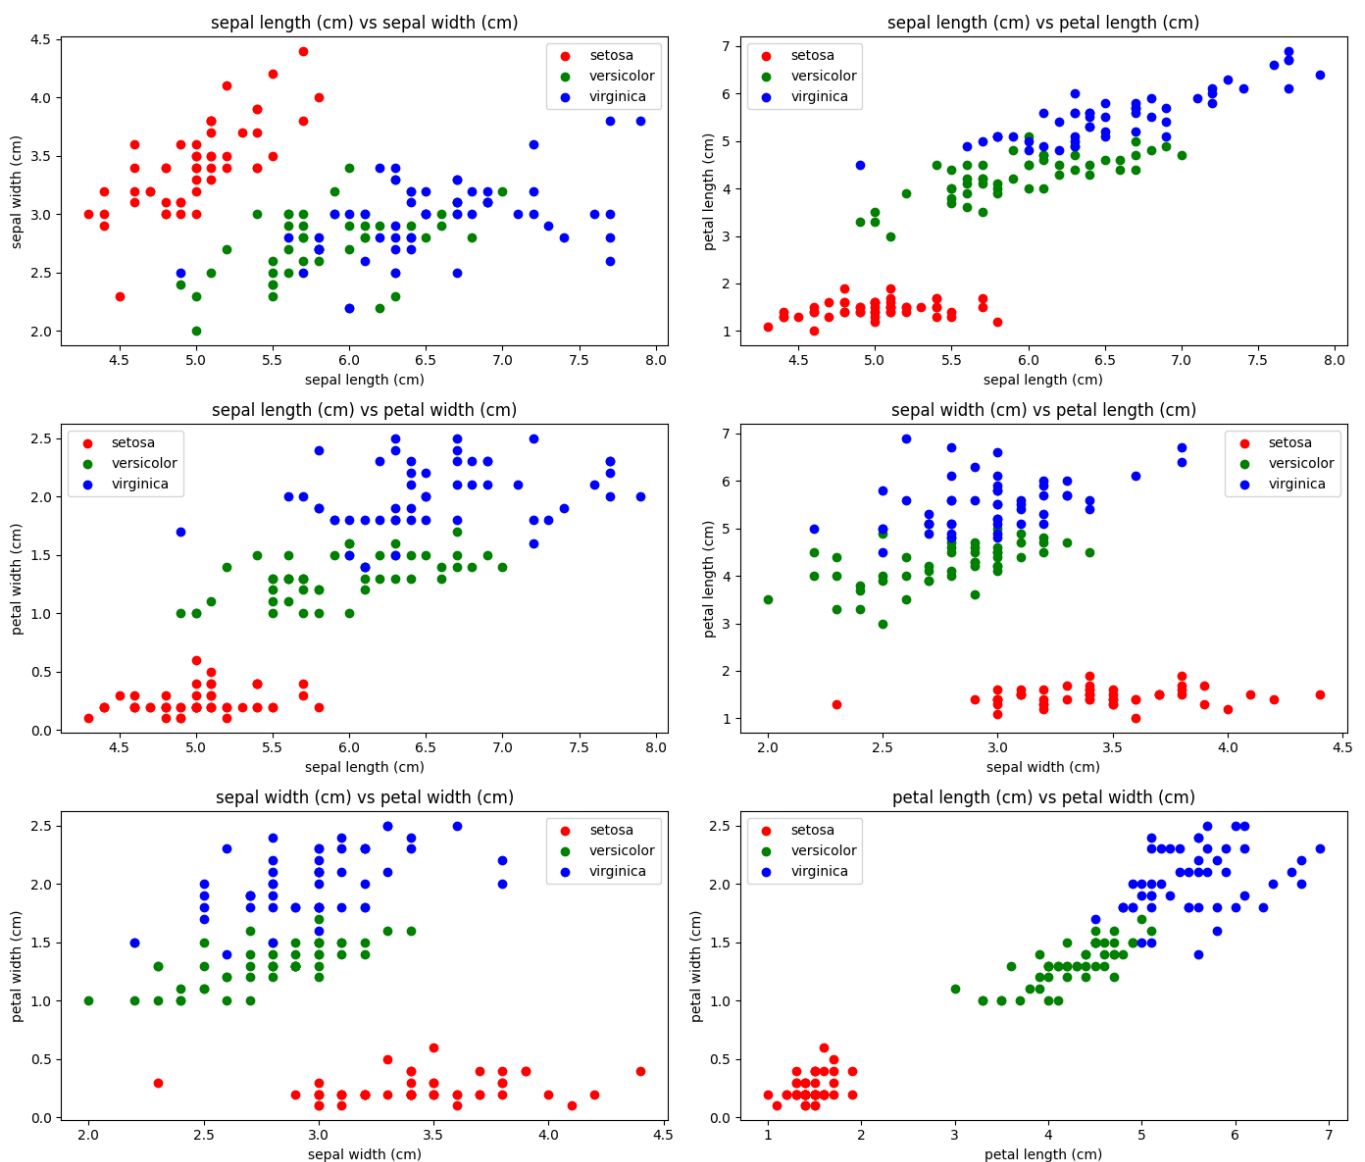 sepal length (cm) vs sepal width (cm)
4.5
4.0
3.5
3.0
2.5
2.0
sepal width (cm)
setosa
versicolor
virginica
4.5 5.0 5.5 6.0 6.5 7.0 7.5 8.0
sepal length (cm)
sepal length (cm) vs petal length (cm)
7
6
5
4
3
2
1
petal length (cm)
setosa
versicolor
virginica
4.5 5.0 5.5 6.0 6.5 7.0 7.5 8.0
sepal length (cm)
sepal length (cm) vs petal width (cm)
2.5
2.0
1.5
1.0
0.5
0.0
petal width (cm)
setosa
versicolor
virginica
4.5 5.0 5.5 6.0 6.5 7.0 7.5 8.0
sepal length (cm)
sepal width (cm) vs petal length (cm)
7
6
5
4
3
2
1
petal length (cm)
setosa
versicolor
virginica
2.0 2.5 3.0 3.5 4.0 4.5
sepal width (cm)
sepal width (cm) vs petal width (cm)
2.5
2.0
1.5
1.0
0.5
0.0
petal width (cm)
setosa
versicolor
virginica
2.0 2.5 3.0 3.5 4.0 4.5
sepal width (cm)
petal length (cm) vs petal width (cm)
2.5
2.0
1.5
1.0
0.5
0.0
petal width (cm)
setosa
versicolor
virginica
1 2 3 4 5 6 7
petal length (cm)